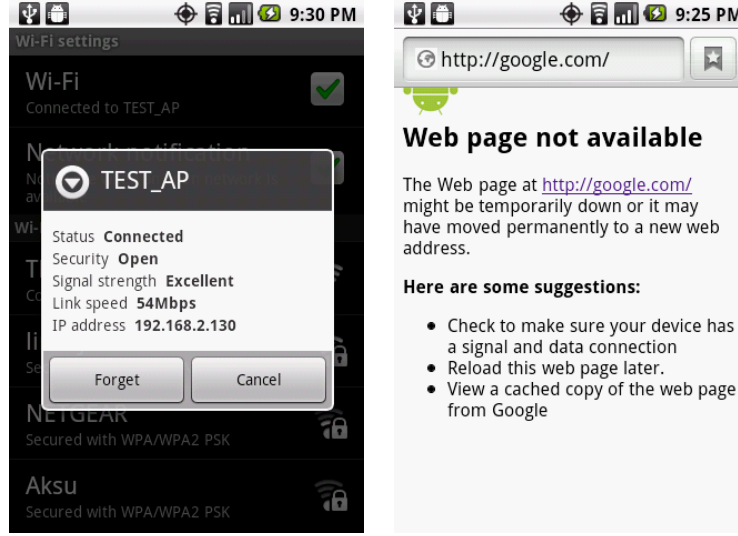 9:30 PM
Wi-Fi settings
Wi-Fi
Connected to TEST_AP
Network notification
TEST_AP
Status Connected
Security Open
Signal strength Excellent
Link speed 54Mbps
IP address 192.168.2.130
Forget
Cancel
NETGEAR
Secured with WPA/WPA2 PSK
Aksu
Secured with WPA/WPA2 PSK
9:25 PM
http://google.com/
Web page not available
The Web page at http://google.com/
might be temporarily down or it may
have moved permanently to a new web
address.
Here are some suggestions:
Check to make sure your device has
a signal and data connection
Reload this web page later.
View a cached copy of the web page
from Google